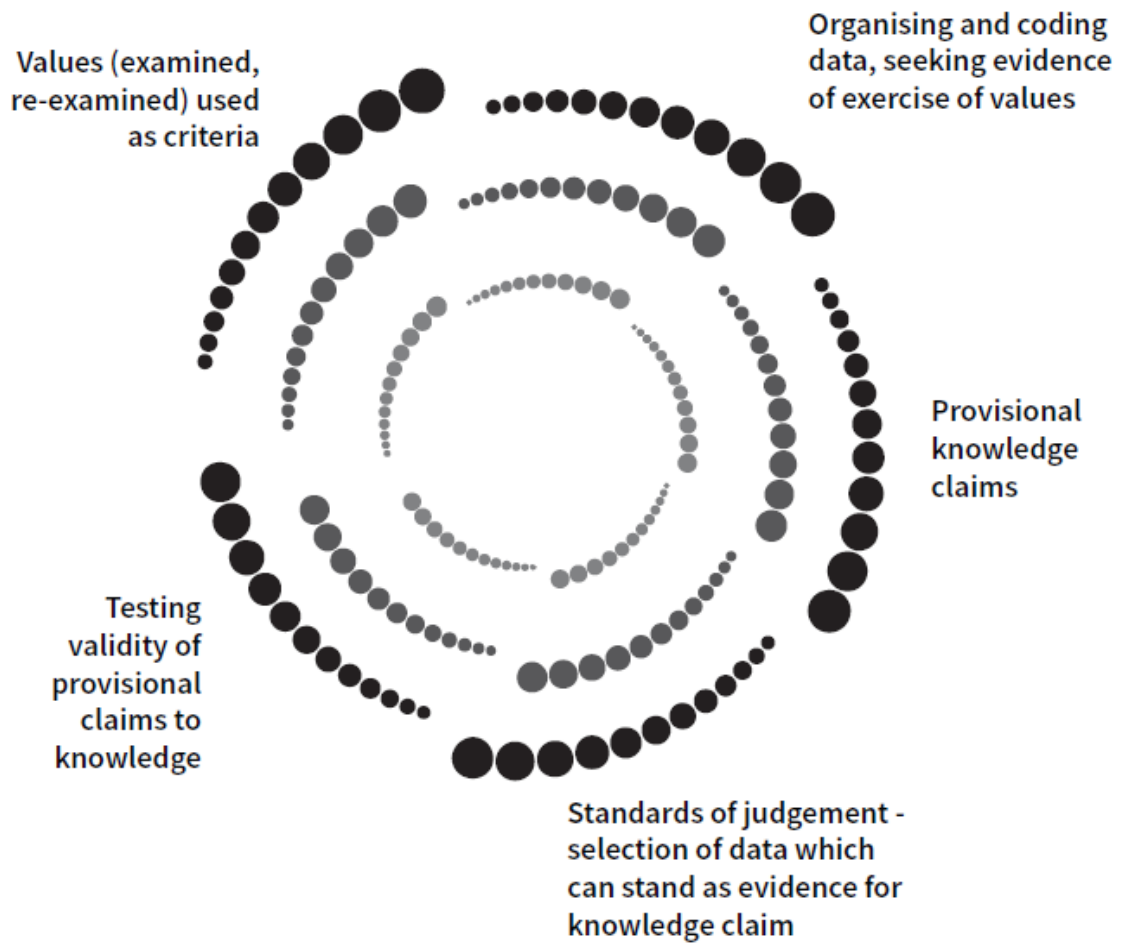 Values (examined,
re-examined) used
as criteria
Organising and coding
data, seeking evidence
of exercise of values
Provisional
knowledge
claims
Standards of judgement -
selection of data which
can stand as evidence for
knowledge claim
Testing
validity of
provisional
claims to
knowledge